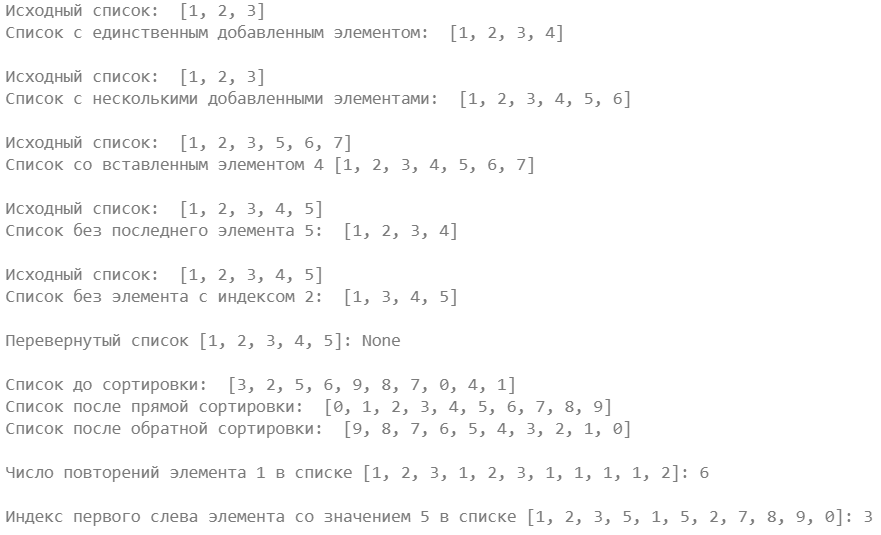 Исходный список:  [1, 2, 3]
Список с единственным добавленным элементом:  [1, 2, 3, 4]
Исходный список:  [1, 2, 3]
Список с несколькими добавленными элементами:  [1, 2, 3, 4, 5, 6]
Исходный список:  [1, 2, 3, 5, 6, 7]
Список со вставленным элементом 4 [1, 2, 3, 4, 5, 6, 7]
Исходный список:  [1, 2, 3, 4, 5]
Список без последнего элемента 5:  [1, 2, 3, 4]
Исходный список:  [1, 2, 3, 4, 5]
Список без элемента с индексом 2:  [1, 3, 4, 5]
Перевернутый список [1, 2, 3, 4, 5]: None
Список до сортировки:  [3, 2, 5, 6, 9, 8, 7, 0, 4, 1]
Список после прямой сортировки:  [0, 1, 2, 3, 4, 5, 6, 7, 8, 9]
Список после обратной сортировки:  [9, 8, 7, 6, 5, 4, 3, 2, 1, 0]
Число повторений элемента 1 в списке [1, 2, 3, 1, 2, 3, 1, 1, 1, 1, 2]: 6
Индекс первого слева элемента со значением 5 в списке [1, 2, 3, 5, 1, 5, 2, 7, 8, 9, 0]: 3